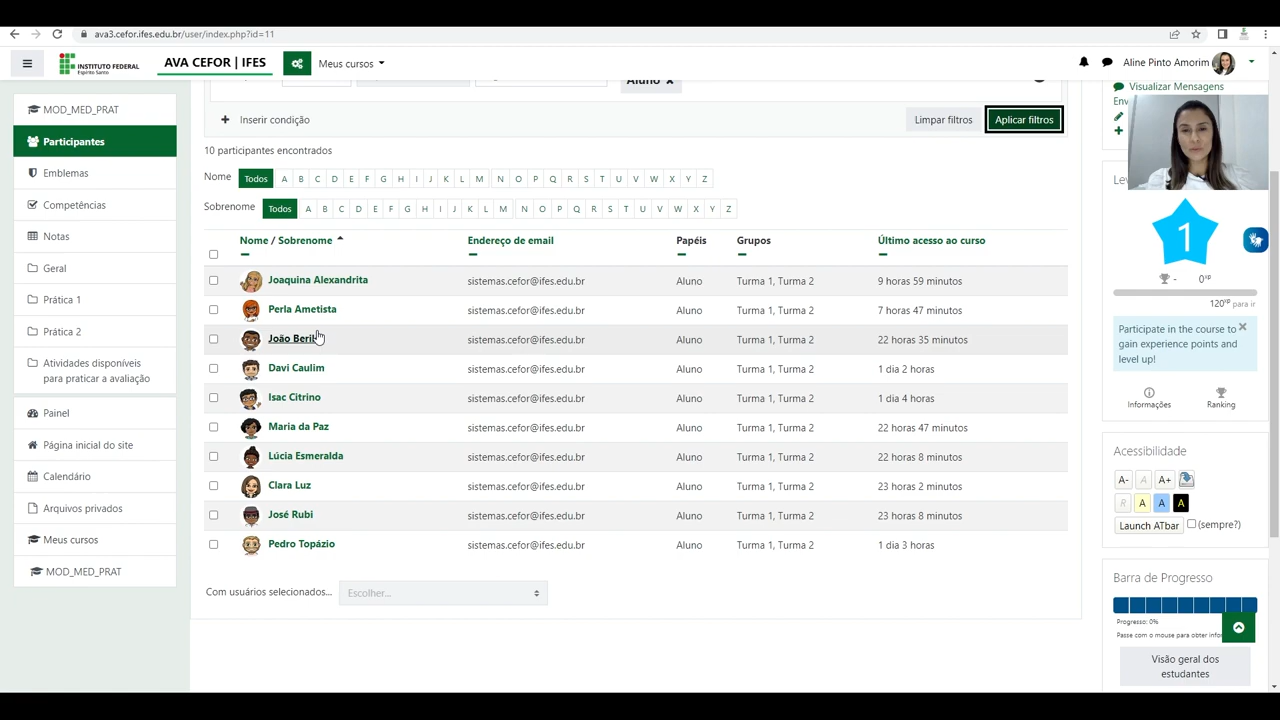 ava3.cefor.ifes.edu.br/user/index.php?id=11
INSTITUTO FEDERAL
Espírito Santo
AVA CEFOR | IFES
Meus cursos
Aline Pinto Amorim
MOD_MED_PRAT
Participantes
Emblemas
Competências
Notas
Geral
Prática 1
Prática 2
Atividades disponíveis
para praticar a avaliação
Painel
Página inicial do site
Calendário
Arquivos privados
Meus cursos
MOD_MED_PRAT
Aluno
Inserir condição
Limpar filtros
Aplicar filtros
10 participantes encontrados
Nome Todos A B C D E F G H I J K L M N O P Q R S T U V W X Y Z
Sobrenome Todos A B C D E F G H I J K L M N O P Q R S T U V W X Y Z
Nome / Sobrenome Endereço de email Papéis Grupos Último acesso ao curso
Joaquina Alexandrita sistemas.cefor@ifes.edu.br Aluno Turma 1, Turma 2 9 horas 59 minutos
Perla Ametista sistemas.cefor@ifes.edu.br Aluno Turma 1, Turma 2 7 horas 47 minutos
João sistemas.cefor@ifes.edu.br Aluno Turma 1, Turma 2 22 horas 35 minutos
Davi Caulim sistemas.cefor@ifes.edu.br Aluno Turma 1, Turma 2 1 dia 2 horas
Isac Citrino sistemas.cefor@ifes.edu.br Aluno Turma 1, Turma 2 1 dia 4 horas
Maria da Paz sistemas.cefor@ifes.edu.br Aluno Turma 1, Turma 2 22 horas 47 minutos
Lúcia Esmeralda sistemas.cefor@ifes.edu.br Aluno Turma 1, Turma 2 22 horas 8 minutos
Clara Luz sistemas.cefor@ifes.edu.br Aluno Turma 1, Turma 2 23 horas 2 minutos
José Rubi sistemas.cefor@ifes.edu.br Aluno Turma 1, Turma 2 23 horas 8 minutos
Pedro Topázio sistemas.cefor@ifes.edu.br Aluno Turma 1, Turma 2 1 dia 3 horas
Com usuários selecionados... Escolher...
Visualizar Mensagens
1
- 0xp
120xp para ir
Participate in the course to
gain experience points and
level up!
Informações Ranking
Acessibilidade
A- A A+
R A A A
Launch ATbar (sempre?)
Barra de Progresso
Progresso: 0%
Passe com o mouse para obter
Visão geral dos
estudantes